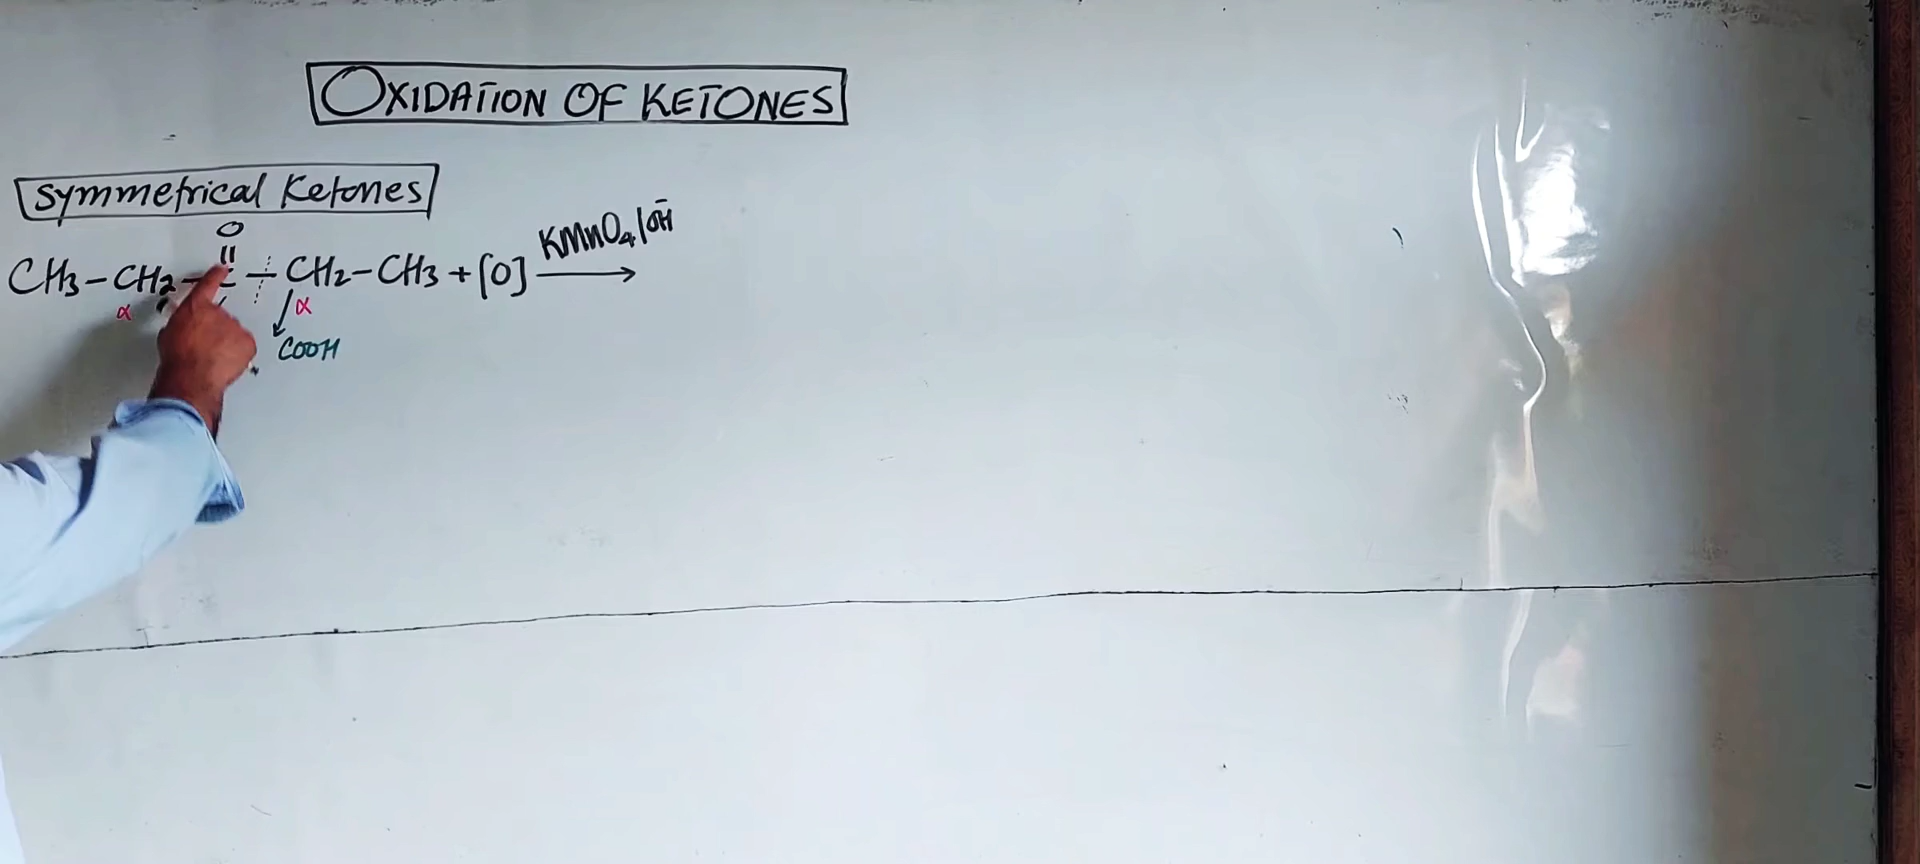 OXIDATION OF KETONES
Symmetrical Ketones
O
||
CH3-CH2-C-CH2-CH3+[O] KMnO4/OH⁻ →
α α
COOH